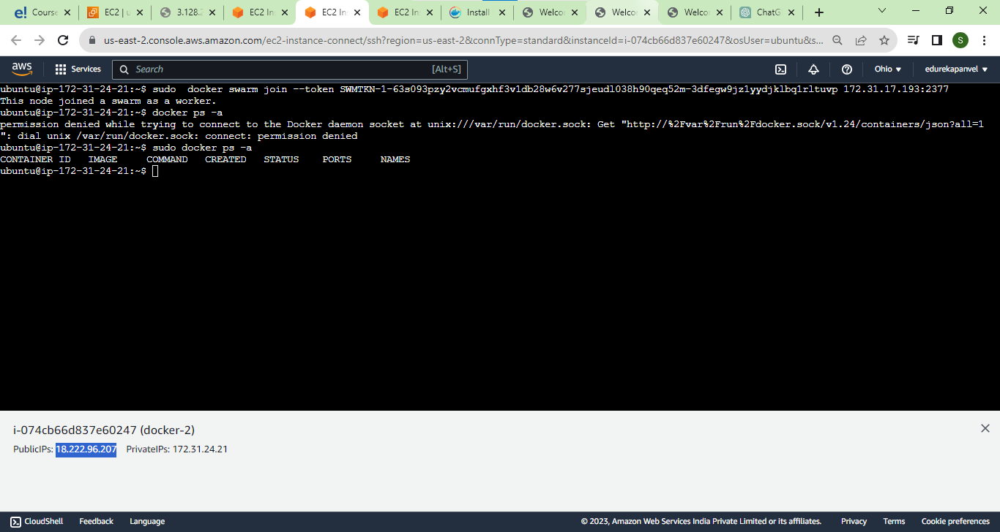 e! Course
EC2 | u
3.128.2
EC2 In
EC2 In
EC2 In
Install
Welco
Welco
Welco
ChatG
us-east-2.console.aws.amazon.com/ec2-instance-connect/ssh?region=us-east-2&connType=standard&instanceId=i-074cb66d837e60247&osUser=ubuntu&s...
S
aws Services Search [Alt+S] Ohio ▼ edurekapanvel ▼
ubuntu@ip-172-31-24-21:~$ sudo  docker swarm join --token SWMTKN-1-63s093pzy2vcmufgxhf3v1db28w6v277sjeudl038h90qeq52m-3dfegw9jz1yydjklbq1rltuvp 172.31.17.193:2377
This node joined a swarm as a worker.
ubuntu@ip-172-31-24-21:~$ docker ps -a
permission denied while trying to connect to the Docker daemon socket at unix:///var/run/docker.sock: Get "http://%2Fvar%2Frun%2Fdocker.sock/v1.24/containers/json?all=1
": dial unix /var/run/docker.sock: connect: permission denied
ubuntu@ip-172-31-24-21:~$ sudo docker ps -a
CONTAINER ID   IMAGE     COMMAND   CREATED   STATUS    PORTS     NAMES
ubuntu@ip-172-31-24-21:~$
i-074cb66d837e60247 (docker-2)
PublicIPs: 18.222.96.207 PrivateIPs: 172.31.24.21
CloudShell Feedback Language © 2023, Amazon Web Services India Private Limited or its affiliates. Privacy Terms Cookie preferences